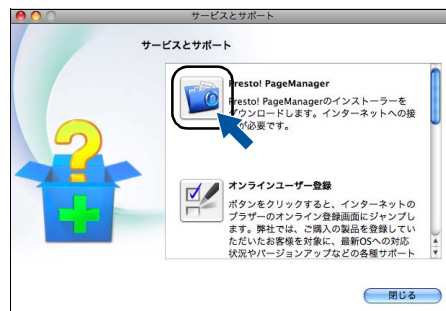 サービスとサポート
サービスとサポート
Presto! PageManager
Presto! PageManagerのインストーラーを
ダウンロードします。インターネットへの接
が必要です。
オンラインユーザー登録
ボタンをクリックすると、インターネットの
ブラザーのオンライン登録画面にジャンプし
ます。弊社では、ご購入の製品を登録してい
ただいたお客様を対象に、最新OSへの対応
状況やバージョンアップなどの各種サポート
閉じる